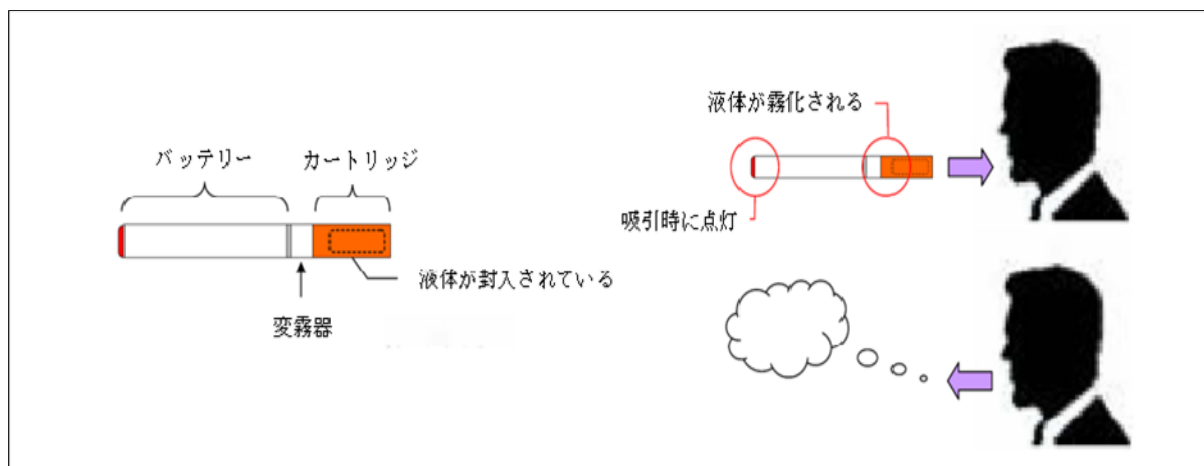 バッテリー
カートリッジ
液体が封入されている
変霧器
液体が霧化される
吸引時に点灯